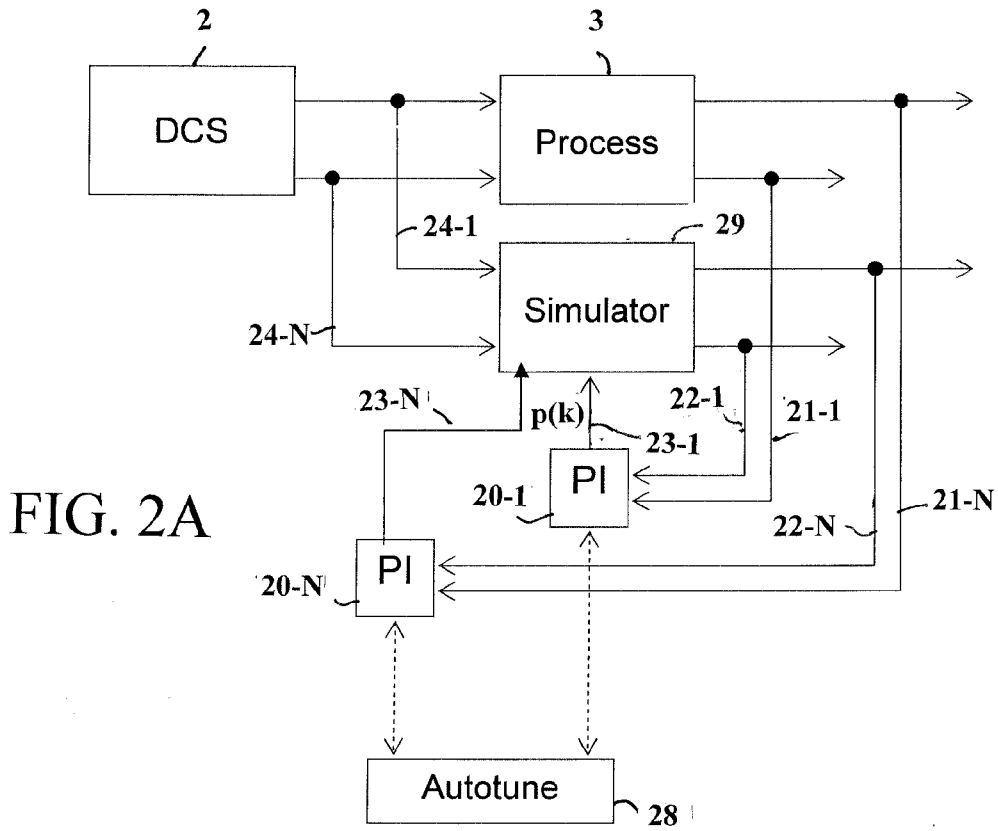 2
3
DCS
Process
24-1
29
Simulator
24-N
23-N
p(k)
23-1
22-1
21-1
PI
20-1
FIG. 2A
22-N
21-N
PI
20-N
Autotune
28